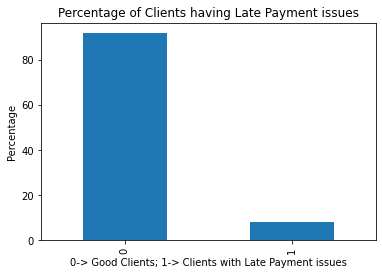 Percentage of Clients having Late Payment issues
80
60
40
20
0
Percentage
0
1
0-> Good Clients; 1-> Clients with Late Payment issues